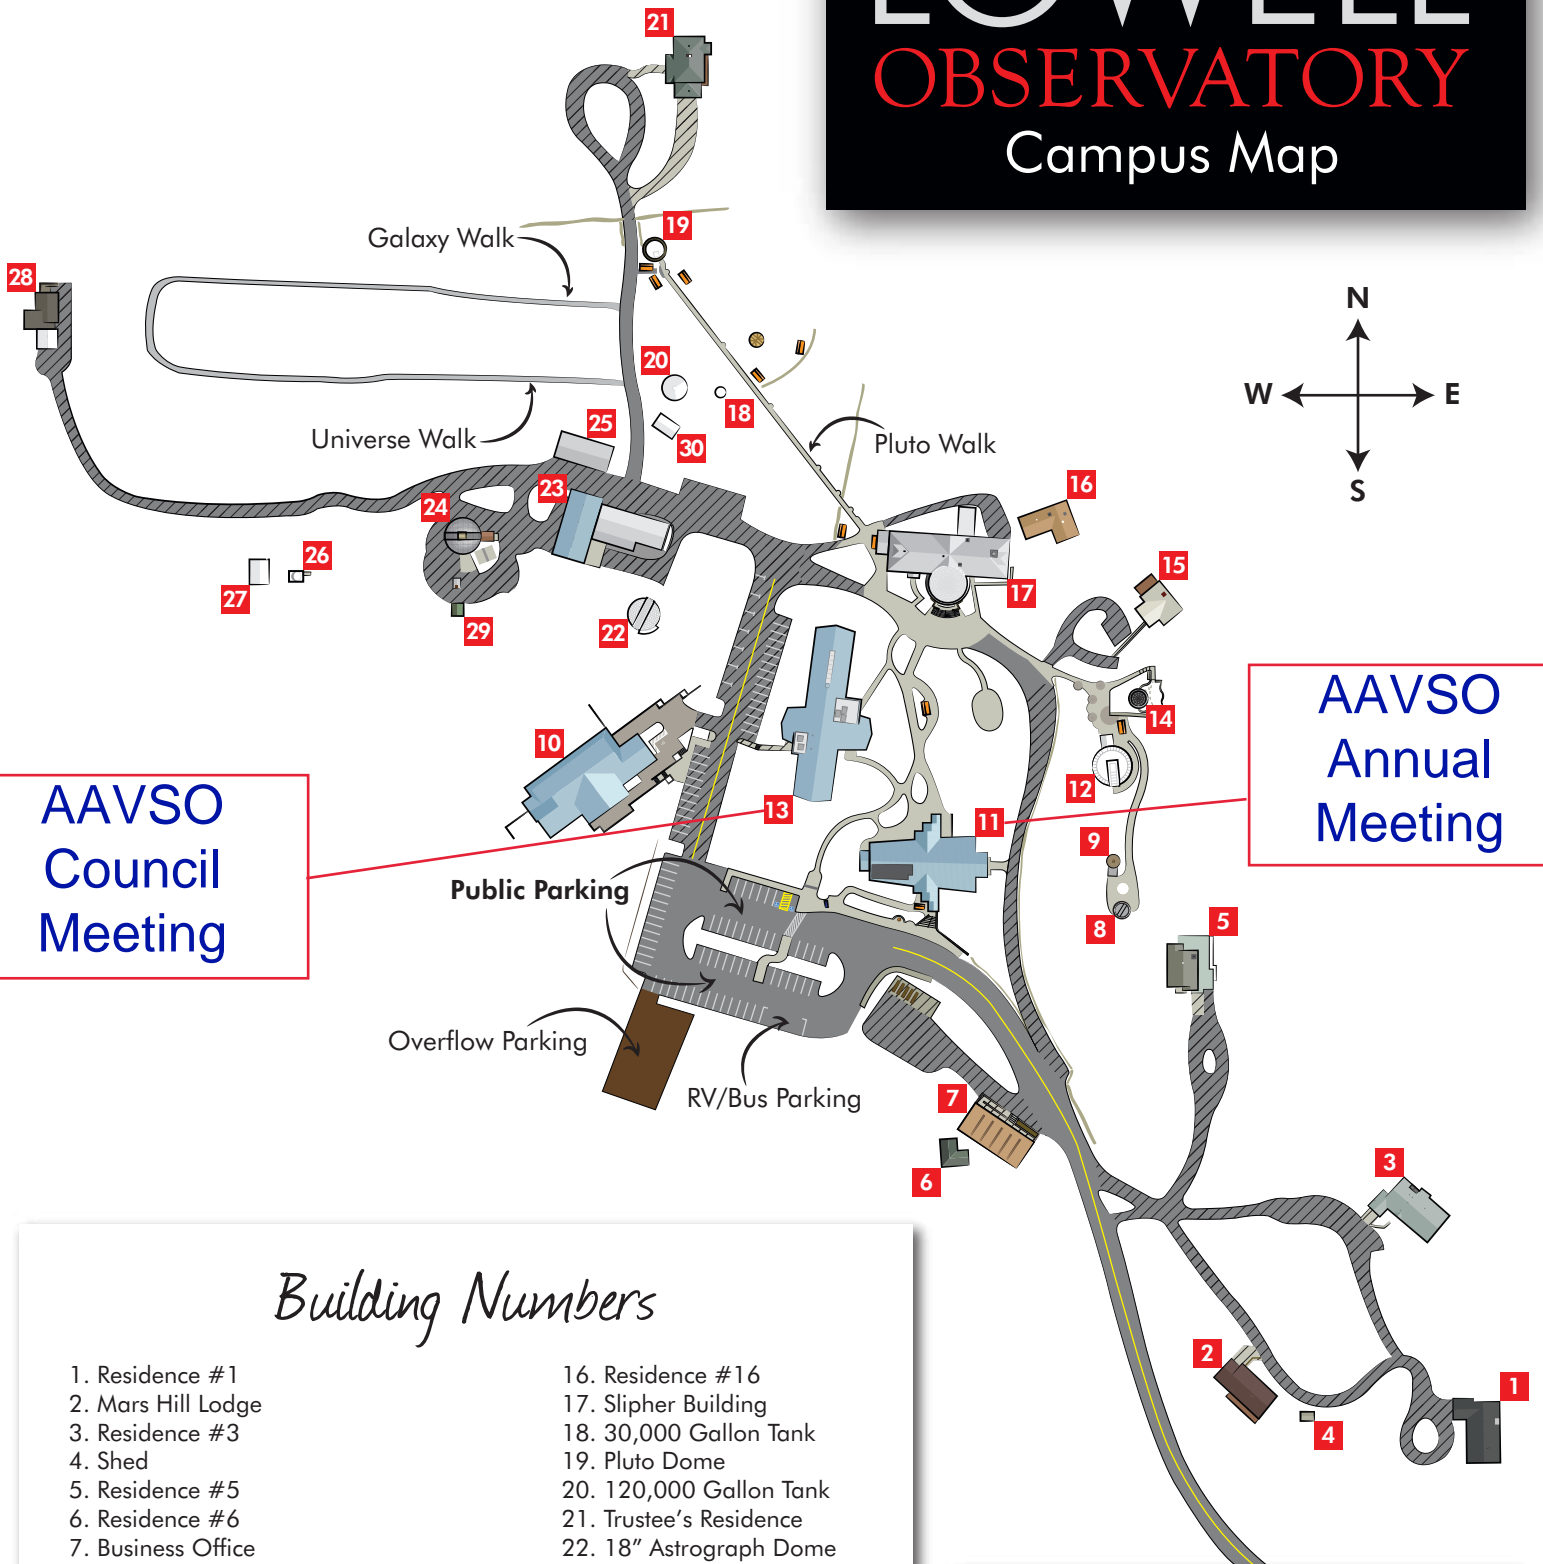 LOWELL
OBSERVATORY
Campus Map
21
19
Galaxy Walk
28
N
W
E
S
20
18
25
30
Universe Walk
Pluto Walk
23
24
16
26
27
29
22
17
15
14
10
13
12
11
9
8
5
AAVSO
Council
Meeting
AAVSO
Annual
Meeting
Public Parking
Overflow Parking
RV/Bus Parking
7
6
3
2
4
1
Building Numbers
1. Residence #1
2. Mars Hill Lodge
3. Residence #3
4. Shed
5. Residence #5
6. Residence #6
7. Business Office
16. Residence #16
17. Slipher Building
18. 30,000 Gallon Tank
19. Pluto Dome
20. 120,000 Gallon Tank
21. Trustee's Residence
22. 18" Astrograph Dome